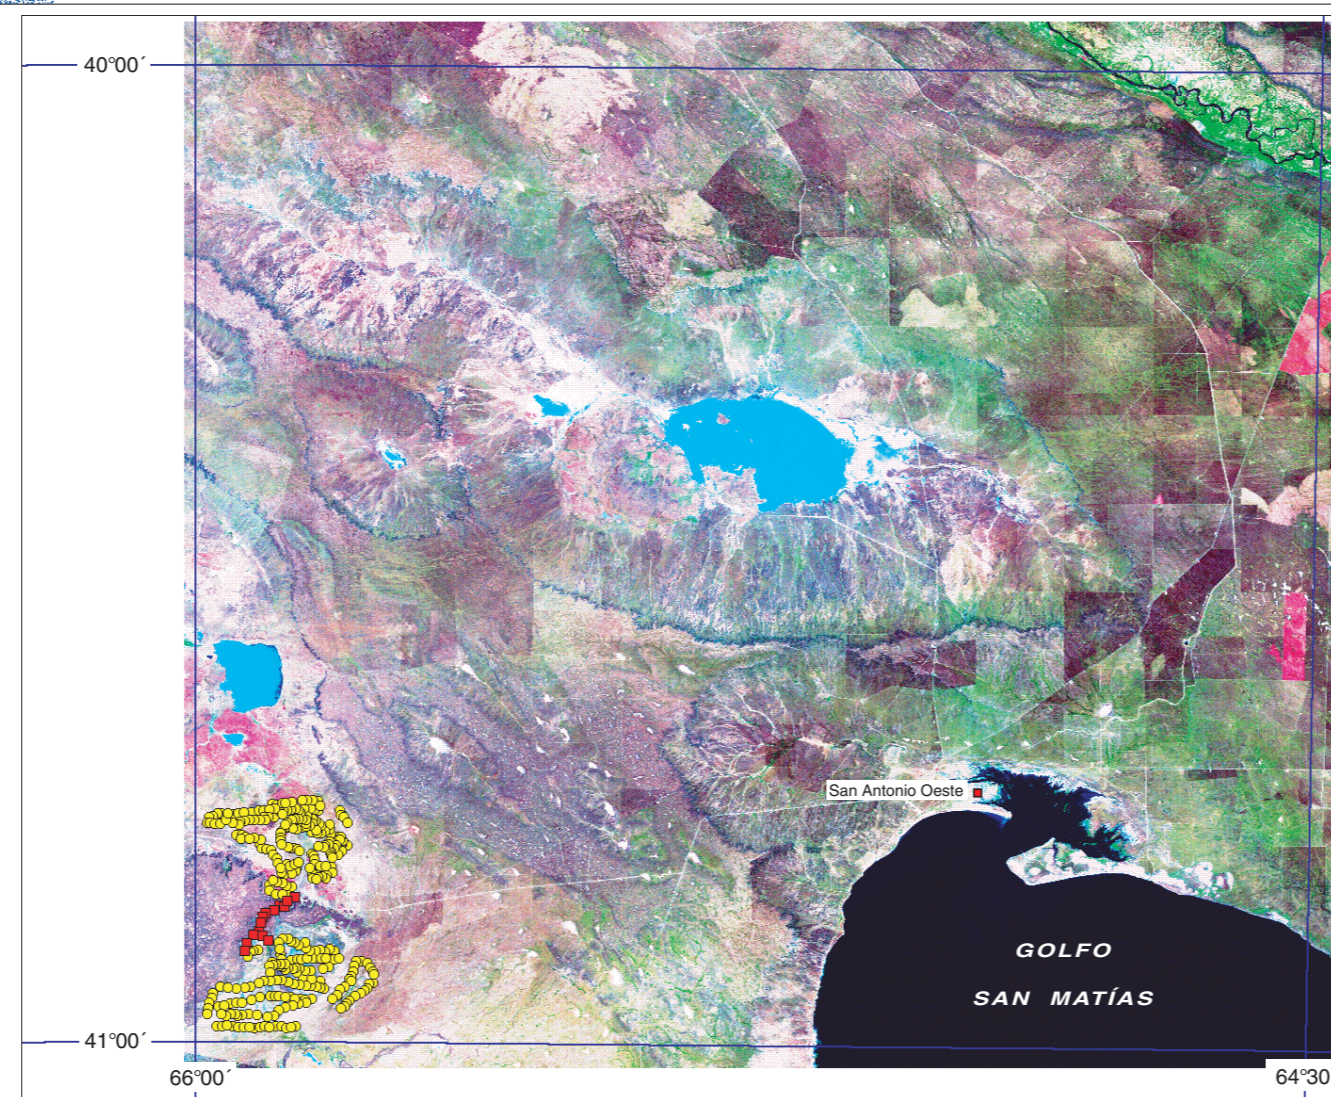 40°00´
San Antonio Oeste
GOLFO
SAN MATÍAS
41°00´
66°00´
64°30